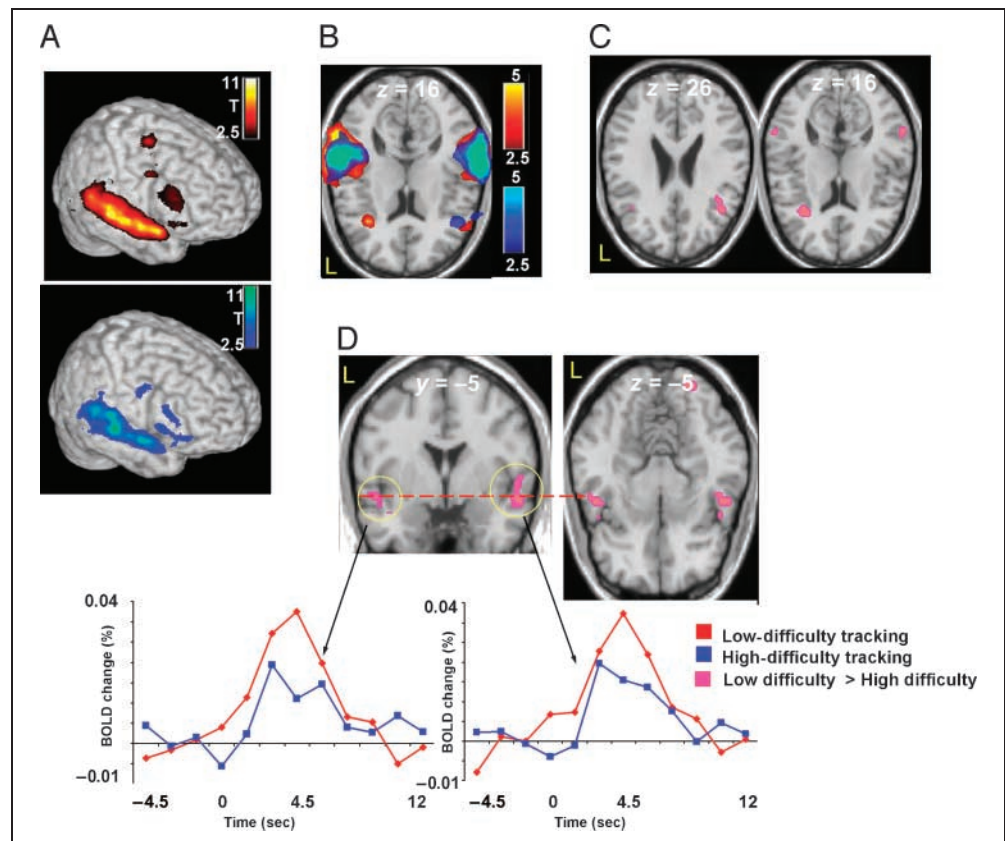 A
11
T
2.5
11
T
2.5
B
z = 16
5
2.5
5
2.5
L
C
z = 26
z = 16
L
D
L
y = –5
L
z = –5
0.04
BOLD change (%)
–0.01
–4.5 0 4.5 12
Time (sec)
0.04
BOLD change (%)
–0.01
–4.5 0 4.5 12
Time (sec)
Low-difficulty tracking
High-difficulty tracking
Low difficulty > High difficulty